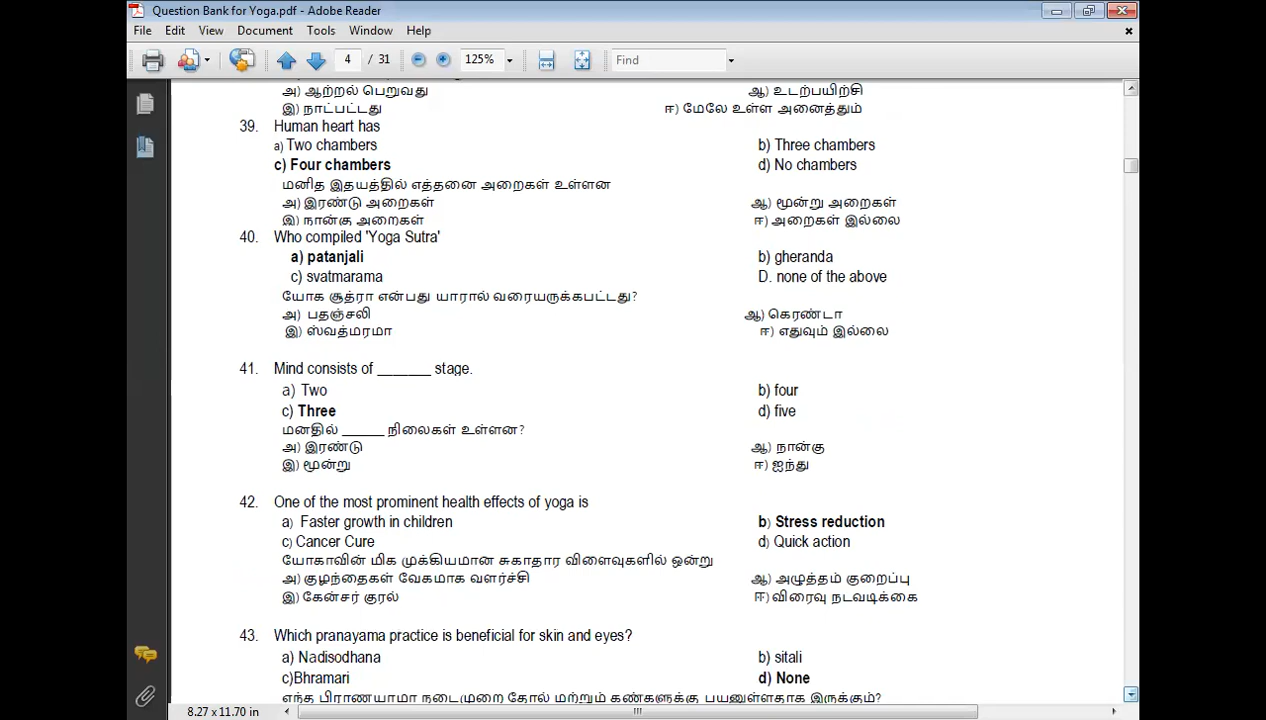 Question Bank for Yoga.pdf - Adobe Reader
File Edit View Document Tools Window Help
4 / 31 125% Find
அ) ஆற்றல் பெறுவது ஆ) உடற்பயிற்சி
இ) நாட்பட்டது ஈ) மேலே உள்ள அனைத்தும்
39. Human heart has
a) Two chambers b) Three chambers
c) Four chambers d) No chambers
மனித இதயத்தில் எத்தனை அறைகள் உள்ளன
அ) இரண்டு அறைகள் ஆ) மூன்று அறைகள்
இ) நான்கு அறைகள் ஈ) அறைகள் இல்லை
40. Who compiled 'Yoga Sutra'
a) patanjali b) gheranda
c) svatmarama D. none of the above
யோக சூத்ரா என்பது யாரால் வரையருக்கபட்டது?
அ) பதஞ்சலி ஆ) கெரண்டா
இ) ஸ்வத்மரமா ஈ) எதுவும் இல்லை
41. Mind consists of _______ stage.
a) Two b) four
c) Three d) five
மனதில் ______ நிலைகள் உள்ளன?
அ) இரண்டு ஆ) நான்கு
இ) மூன்று ஈ) ஐந்து
42. One of the most prominent health effects of yoga is
a) Faster growth in children b) Stress reduction
c) Cancer Cure d) Quick action
யோகாவின் மிக முக்கியமான சுகாதார விளைவுகளில் ஒன்று
அ) குழந்தைகள் வேகமாக வளர்ச்சி ஆ) அழுத்தம் குறைப்பு
இ) கேன்சர் குரல் ஈ) விரைவு நடவடிக்கை
43. Which pranayama practice is beneficial for skin and eyes?
a) Nadisodhana b) sitali
c)Bhramari d) None
எந்த பிராணயாமா நடைமுறை தோல் மற்றும் கண்களுக்கு பயனுள்ளதாக இருக்கும்?
8.27 x 11.70 in